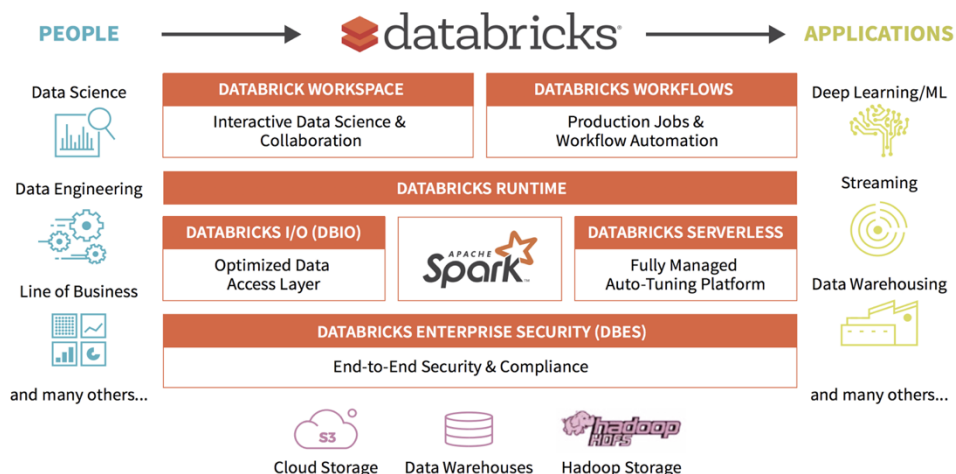 PEOPLE
databricks
APPLICATIONS
Data Science
Data Engineering
Line of Business
and many others...
DATABRICK WORKSPACE
Interactive Data Science &
Collaboration
DATABRICKS WORKFLOWS
Production Jobs &
Workflow Automation
DATABRICKS RUNTIME
DATABRICKS I/O (DBIO)
Optimized Data
Access Layer
APACHE
Spark
DATABRICKS SERVERLESS
Fully Managed
Auto-Tuning Platform
DATABRICKS ENTERPRISE SECURITY (DBES)
End-to-End Security & Compliance
Deep Learning/ML
Streaming
Data Warehousing
and many others...
S3
Cloud Storage
Data Warehouses
hadoop
HDFS
Hadoop Storage